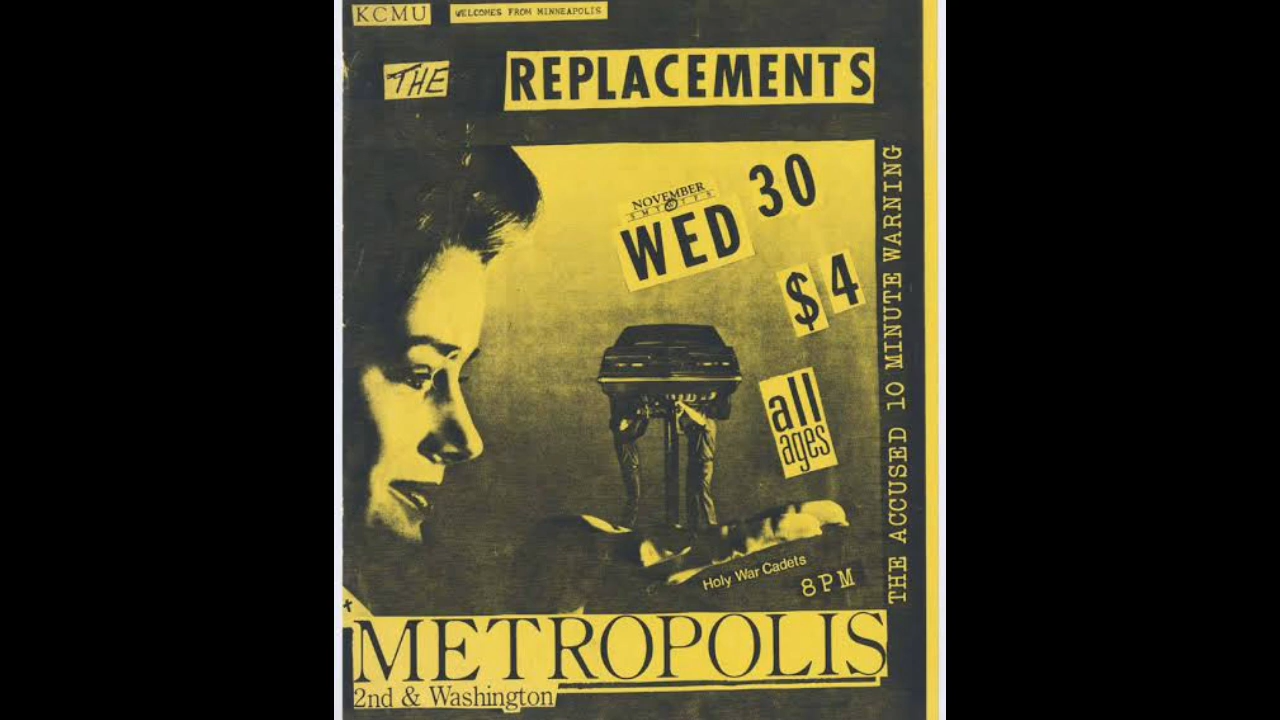 KCMU
WELCOMES FROM MINNEAPOLIS
THE REPLACEMENTS
NOVEMBER
S M T W T F S
WED 30
$4
all
ages
THE ACCUSED 10 MINUTE WARNING
Holy War Cadets
8PM
METROPOLIS
2nd & Washington